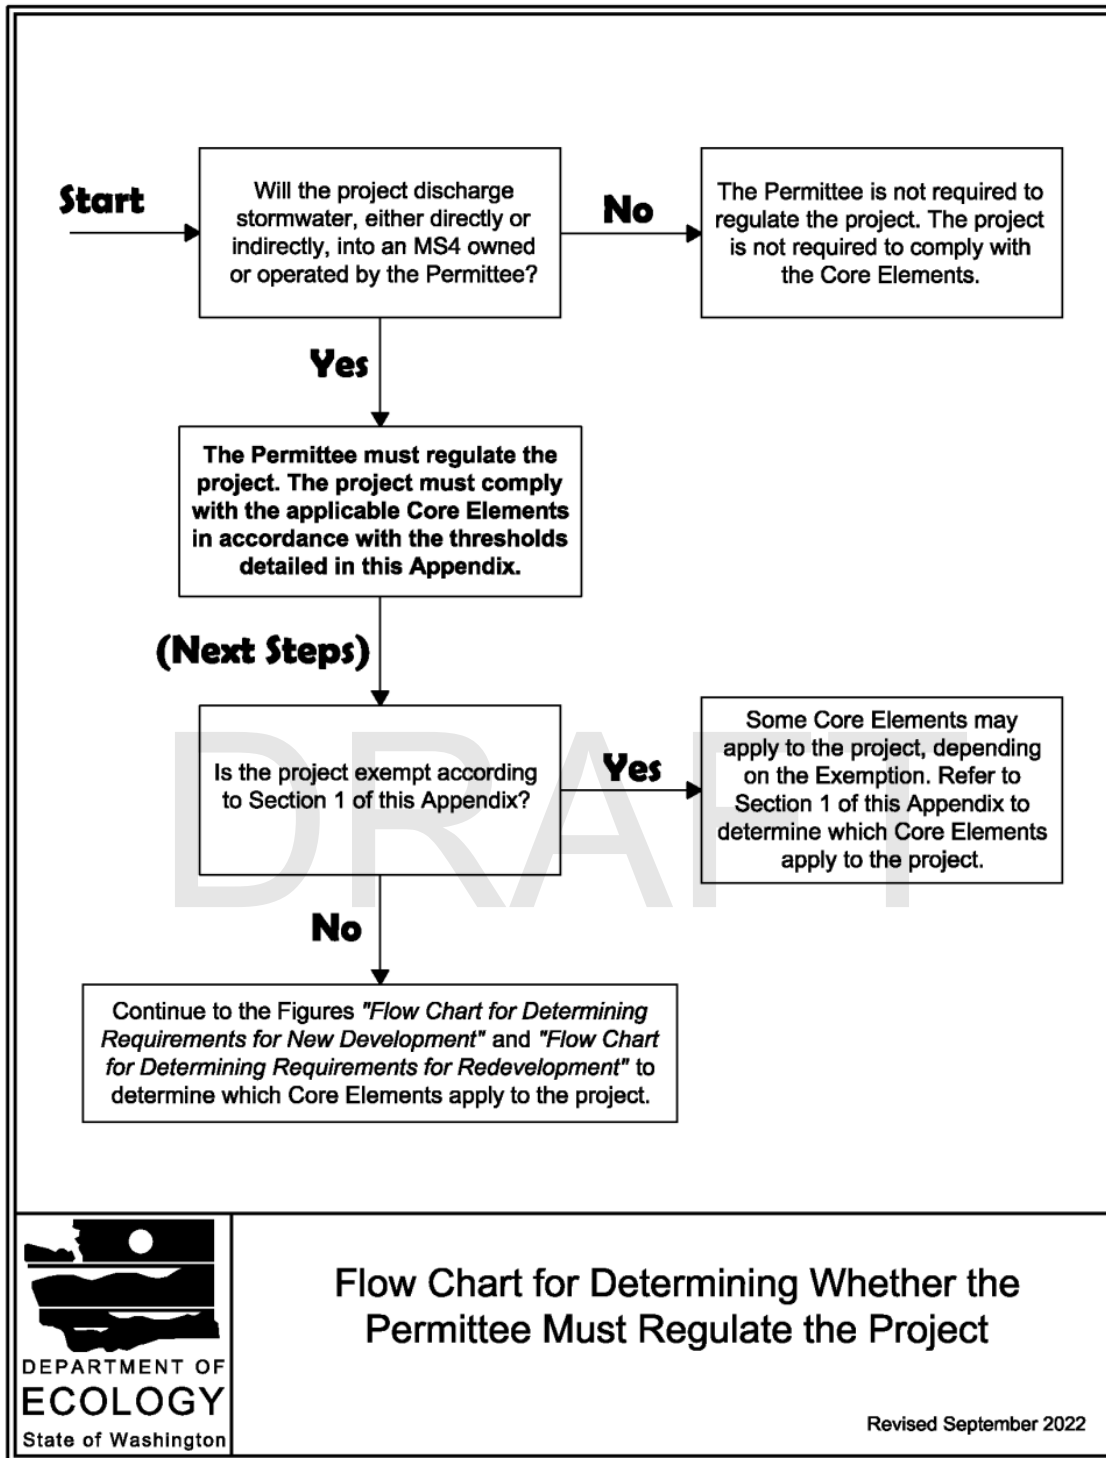 Start
Will the project discharge
stormwater, either directly or
indirectly, into an MS4 owned
or operated by the Permittee?
No
The Permittee is not required to
regulate the project. The project
is not required to comply with
the Core Elements.
Yes
The Permittee must regulate the
project. The project must comply
with the applicable Core Elements
in accordance with the thresholds
detailed in this Appendix.
(Next Steps)
Is the project exempt according
to Section 1 of this Appendix?
Yes
Some Core Elements may
apply to the project, depending
on the Exemption. Refer to
Section 1 of this Appendix to
determine which Core Elements
apply to the project.
DRAFT
No
Continue to the Figures "Flow Chart for Determining
Requirements for New Development" and "Flow Chart
for Determining Requirements for Redevelopment" to
determine which Core Elements apply to the project.
DEPARTMENT OF
ECOLOGY
State of Washington
Flow Chart for Determining Whether the
Permittee Must Regulate the Project
Revised September 2022